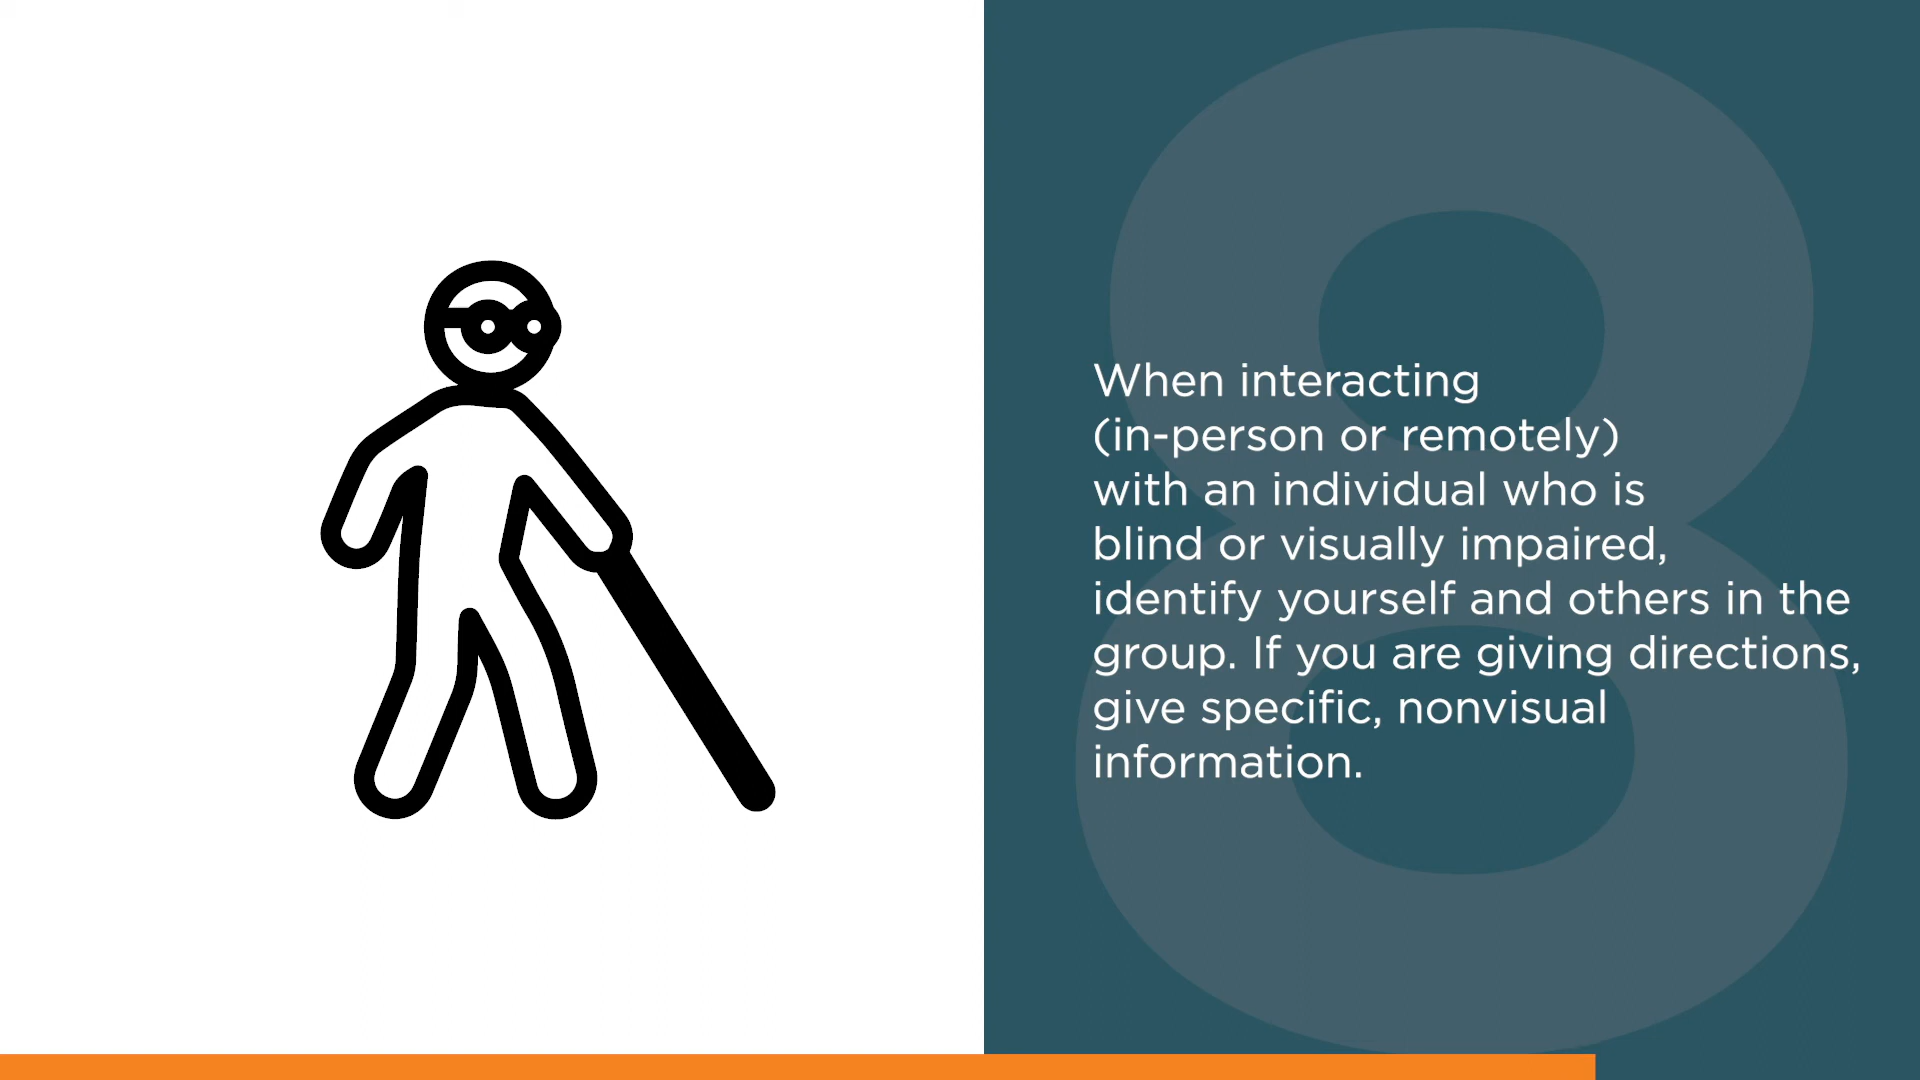 8
When interacting
(in-person or remotely)
with an individual who is
blind or visually impaired,
identify yourself and others in the
group. If you are giving directions,
give specific, nonvisual
information.